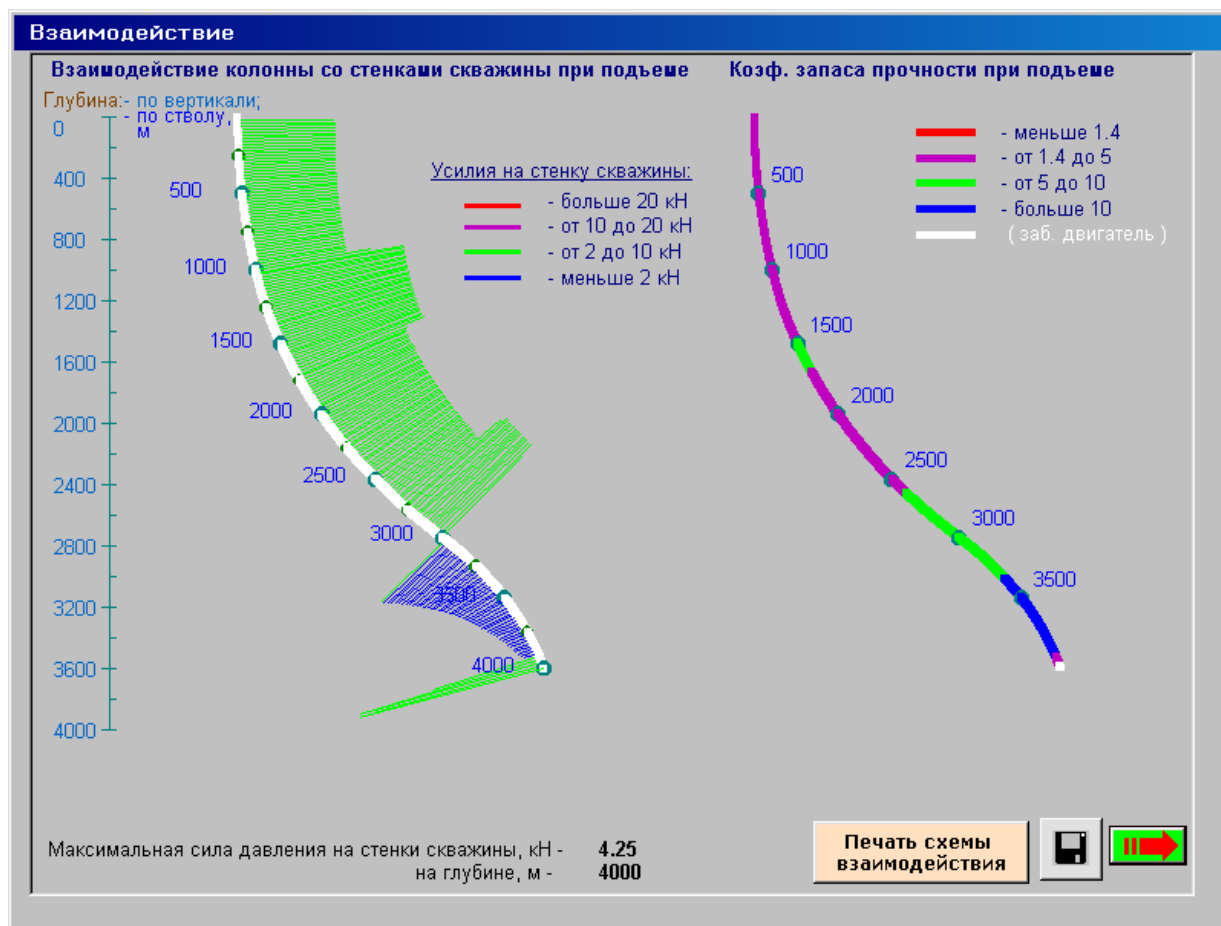 Взаимодействие
Взаимодействие колонны со стенками скважины при подъеме
Глубина:- по вертикали;
- по стволу,
м
0
400
800
1200
1600
2000
2400
2800
3200
3600
4000
500
1000
1500
2000
2500
3000
3500
4000
Усилия на стенку скважины:
- больше 20 кН
- от 10 до 20 кН
- от 2 до 10 кН
- меньше 2 кН
Коэф. запаса прочности при подъеме
- меньше 1.4
- от 1.4 до 5
- от 5 до 10
- больше 10
( заб. двигатель )
500
1000
1500
2000
2500
3000
3500
Максимальная сила давления на стенки скважины, кН - 4.25
на глубине, м - 4000
Печать схемы
взаимодействия